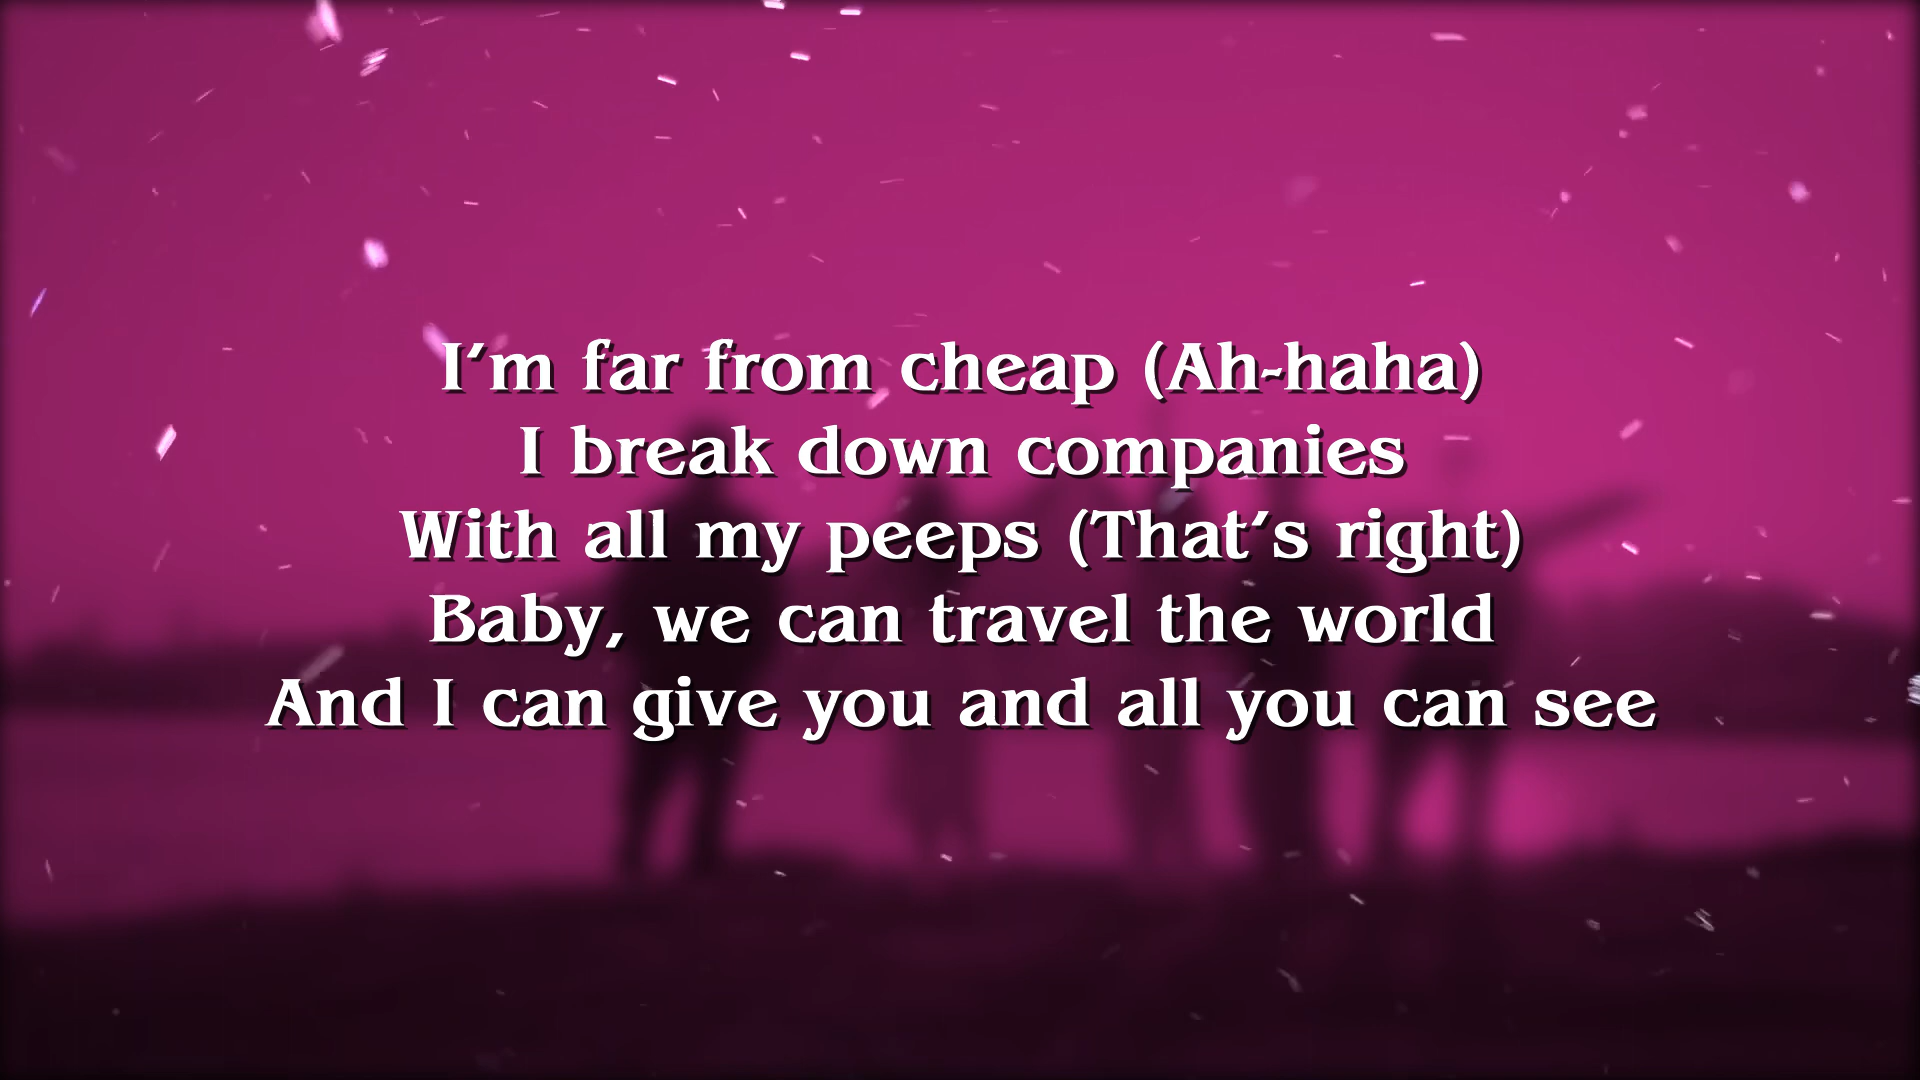 I'm far from cheap (Ah-haha)
I break down companies
With all my peeps (That's right)
Baby, we can travel the world
And I can give you and all you can see